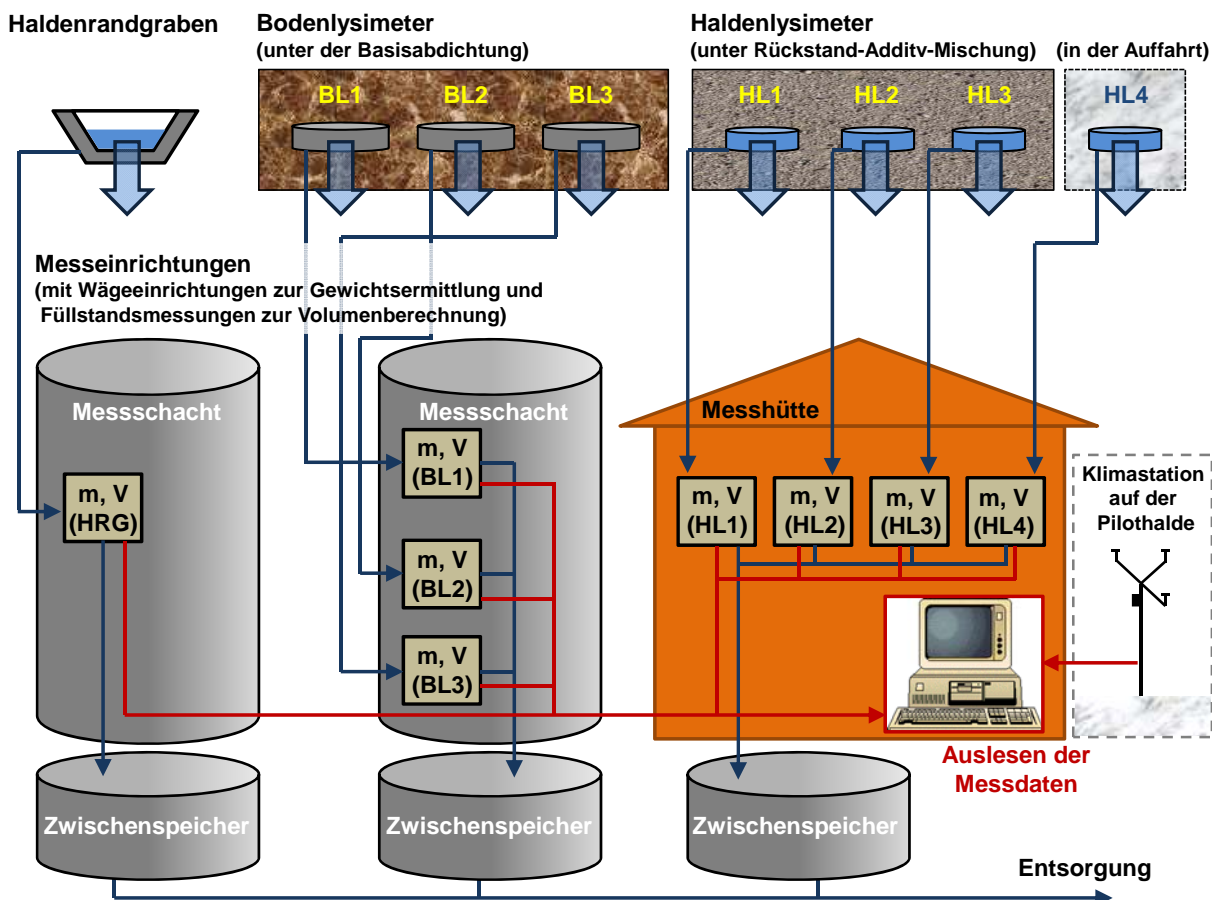 Haldenrandgraben
Bodenlysimeter
(unter der Basisabdichtung)
Haldenlysimeter
(unter Rückstand-Additv-Mischung)
(in der Auffahrt)
BL1
BL2
BL3
HL1
HL2
HL3
HL4
Messeinrichtungen
(mit Wägeeinrichtungen zur Gewichtsermittlung und
Füllstandsmessungen zur Volumenberechnung)
Messschacht
Messschacht
Messhütte
m, V
(HRG)
m, V
(BL1)
m, V
(BL2)
m, V
(BL3)
m, V
(HL1)
m, V
(HL2)
m, V
(HL3)
m, V
(HL4)
Klimastation
auf der
Pilothalde
Auslesen der
Messdaten
Zwischenspeicher
Zwischenspeicher
Zwischenspeicher
Entsorgung